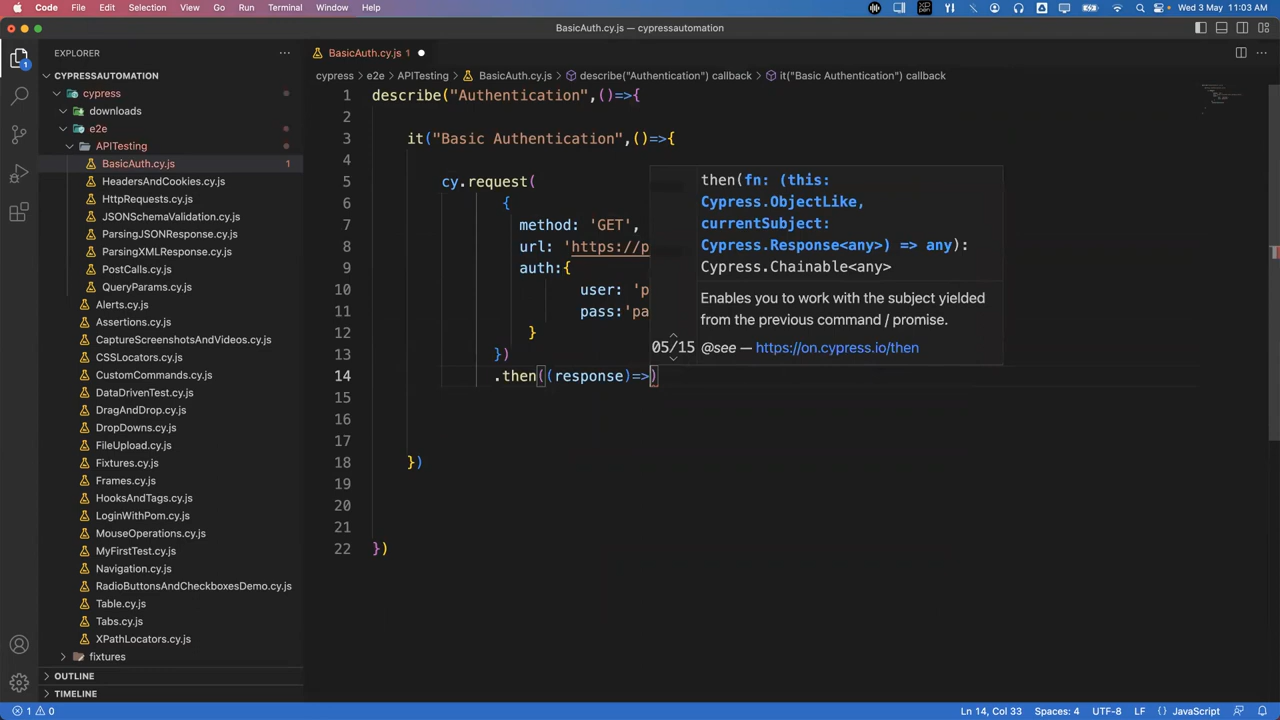 Code File Edit Selection View Go Run Terminal Window Help
Wed 3 May 11:03 AM
BasicAuth.cy.js — cypressautomation
EXPLORER
BasicAuth.cy.js 1
CYPRESSAUTOMATION
cypress > e2e > APITesting > BasicAuth.cy.js > describe("Authentication") callback > it("Basic Authentication") callback
cypress
downloads
e2e
APITesting
BasicAuth.cy.js 1
HeadersAndCookies.cy.js
HttpRequests.cy.js
JSONSchemaValidation.cy.js
ParsingJSONResponse.cy.js
ParsingXMLResponse.cy.js
PostCalls.cy.js
QueryParams.cy.js
Alerts.cy.js
Assertions.cy.js
CaptureScreenshotsAndVideos.cy.js
CSSLocators.cy.js
CustomCommands.cy.js
DataDrivenTest.cy.js
DragAndDrop.cy.js
DropDowns.cy.js
FileUpload.cy.js
Fixtures.cy.js
Frames.cy.js
HooksAndTags.cy.js
LoginWithPom.cy.js
MouseOperations.cy.js
MyFirstTest.cy.js
Navigation.cy.js
RadioButtonsAndCheckboxesDemo.cy.js
Table.cy.js
Tabs.cy.js
XPathLocators.cy.js
fixtures
OUTLINE
TIMELINE
1 describe("Authentication",()=>{
2
3 it("Basic Authentication",()=>{
4
5 cy.request(
6 {
7 method: 'GET',
8 url: 'https://p
9 auth:{
10 user: 'p
11 pass:'pa
12 }
13 })
14 .then((response)=>)
15
16
17
18 })
19
20
21
22 })
then(fn: (this:
Cypress.ObjectLike,
currentSubject:
Cypress.Response<any>) => any):
Cypress.Chainable<any>
Enables you to work with the subject yielded
from the previous command / promise.
05/15 @see — https://on.cypress.io/then
1 0
Ln 14, Col 33 Spaces: 4 UTF-8 LF {} JavaScript